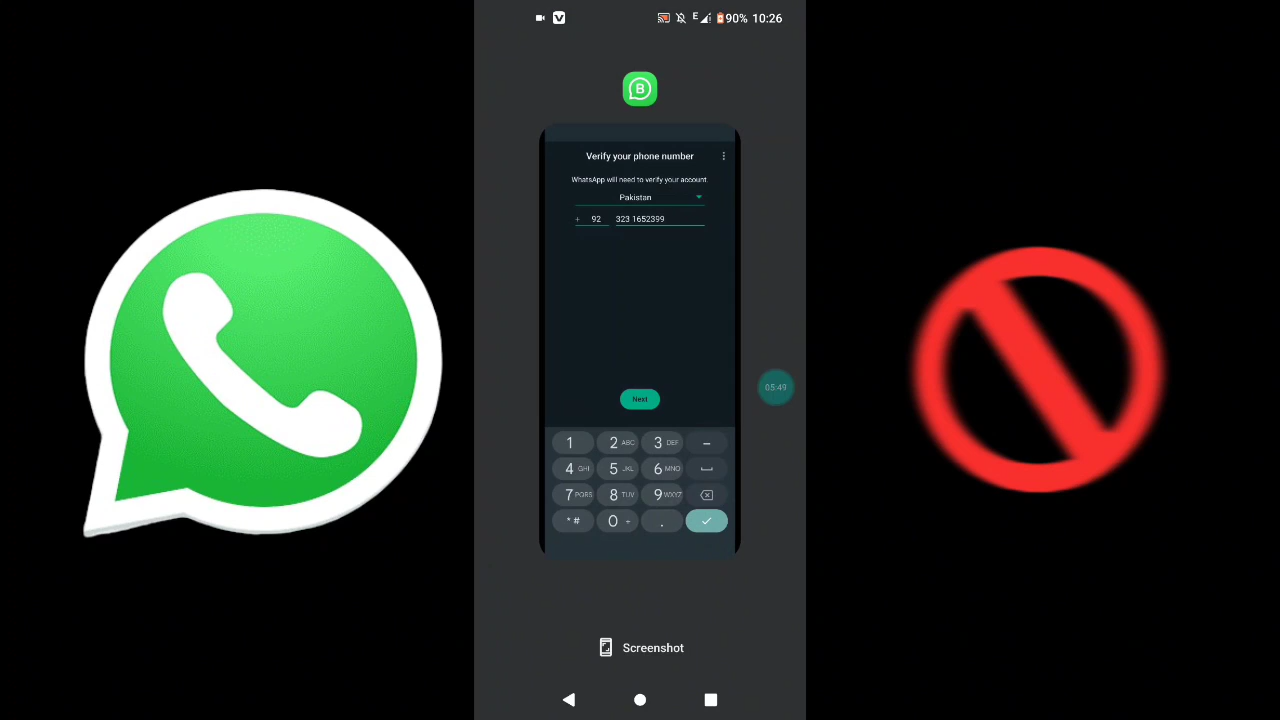 E 90% 10:26
B
Verify your phone number
WhatsApp will need to verify your account.
Pakistan
+ 92 323 1652399
05:49
Next
1 2 ABC 3 DEF –
4 GHI 5 JKL 6 MNO
7 PQRS 8 TUV 9 WXYZ
* # 0 + .
Screenshot